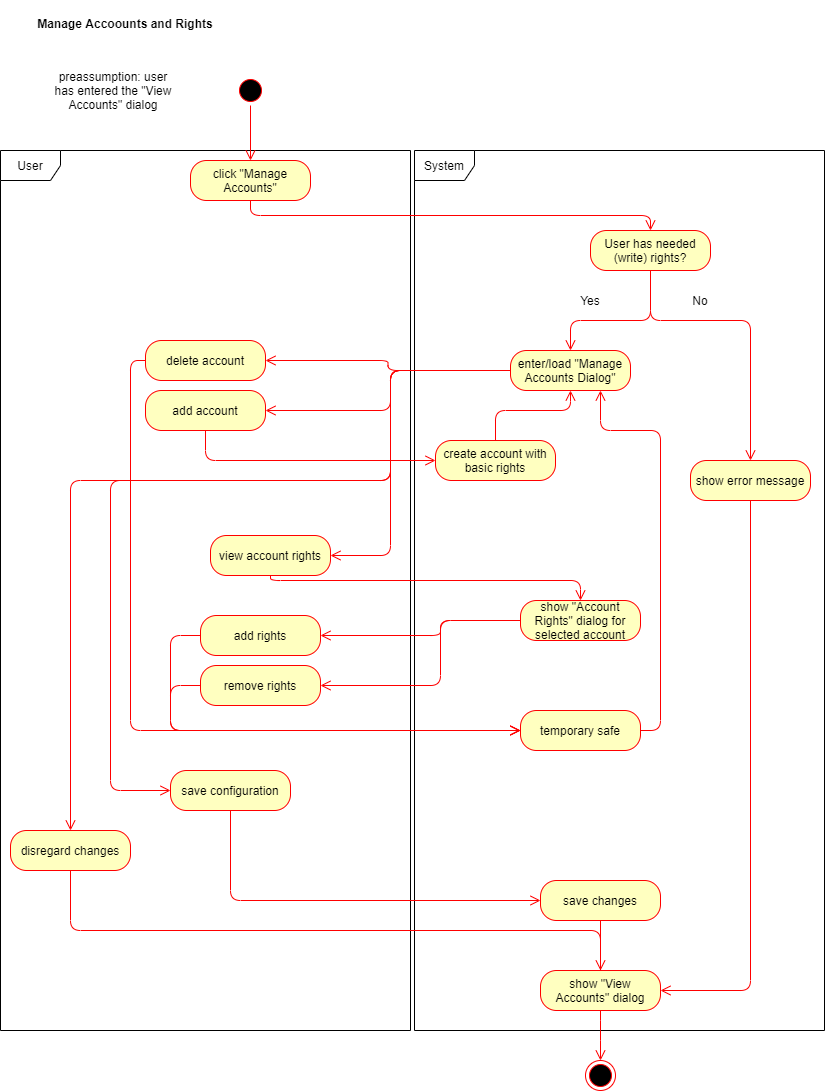 Manage Accoounts and Rights
preassumption: user
has entered the "View
Accounts" dialog
User
System
click "Manage
Accounts"
User has needed
(write) rights?
Yes
No
delete account
enter/load "Manage
Accounts Dialog"
add account
create account with
basic rights
show error message
view account rights
show "Account
Rights" dialog for
selected account
add rights
remove rights
temporary safe
save configuration
disregard changes
save changes
show "View
Accounts" dialog